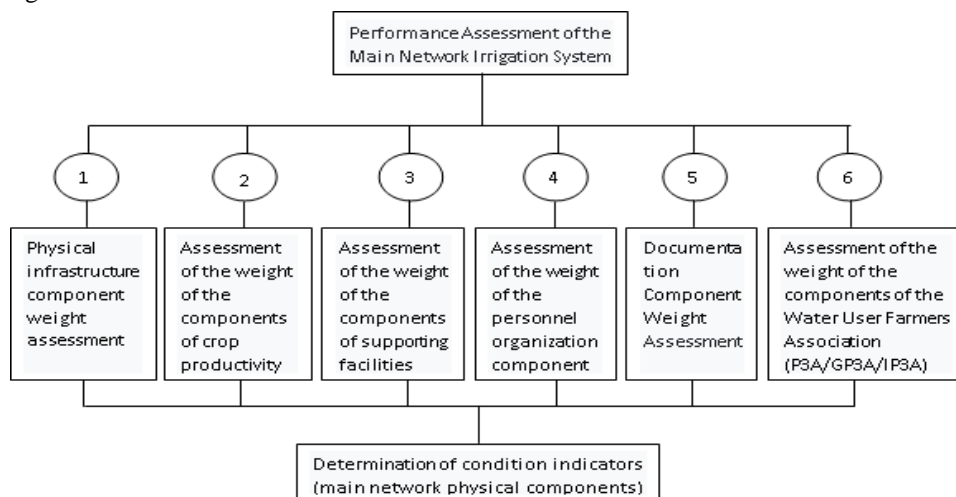 Performance Assessment of the
Main Network Irrigation System
1
2
3
4
5
6
Physical
infrastructure
component
weight
assessment
Assessment
of the weight
of the
components
of crop
productivity
Assessment
of the weight
of the
components
of supporting
facilities
Assessment
of the weight
of the
personnel
organization
component
Documenta
tion
Component
Weight
Assessment
Assessment of the
weight of the
components of the
Water User Farmers
Association
(P3A/GP3A/IP3A)
Determination of condition indicators
(main network physical components)